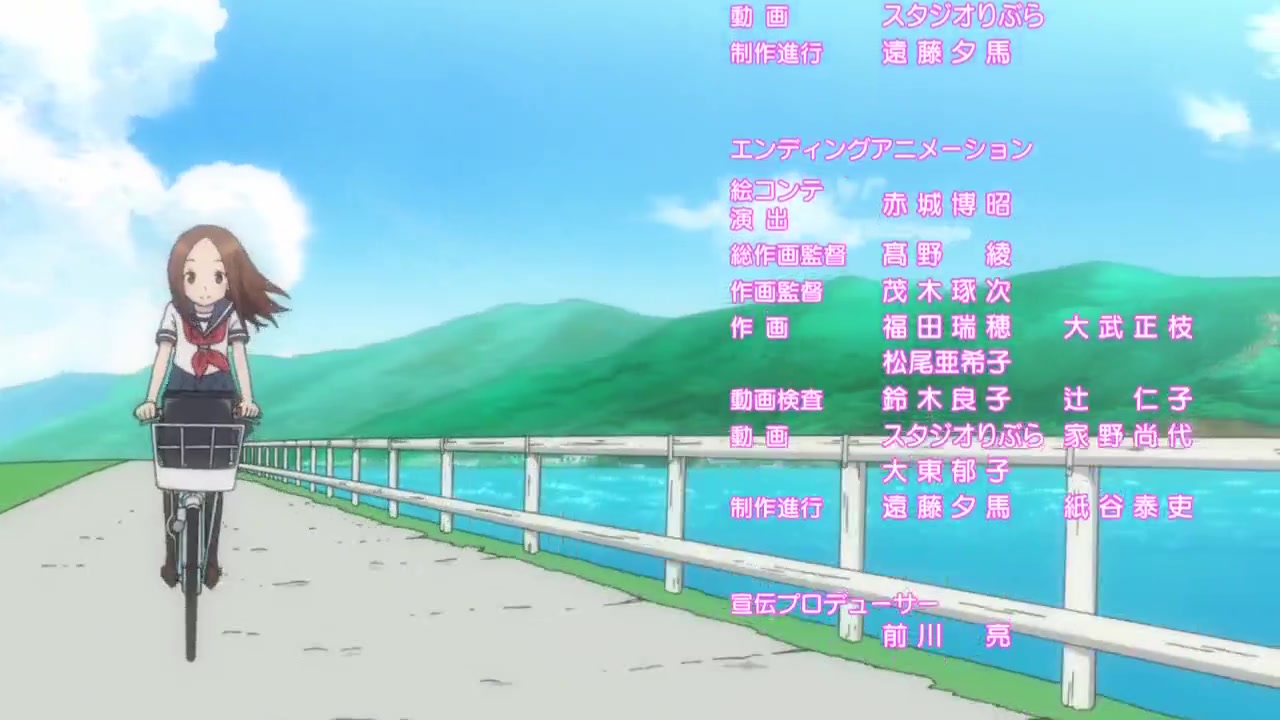 動画 スタジオりぷら
制作進行 遠藤夕馬
エンディングアニメーション
絵コンテ
演出 赤城博昭
総作画監督 髙野 綾
作画監督 茂木琢次
作画 福田瑞穂 大武正枝
松尾亜希子
動画検査 鈴木良子 辻 仁子
動画 スタジオりぷら 家野尚代
大東郁子
制作進行 遠藤夕馬 紙谷泰吏
宣伝プロデューサー
前川 亮